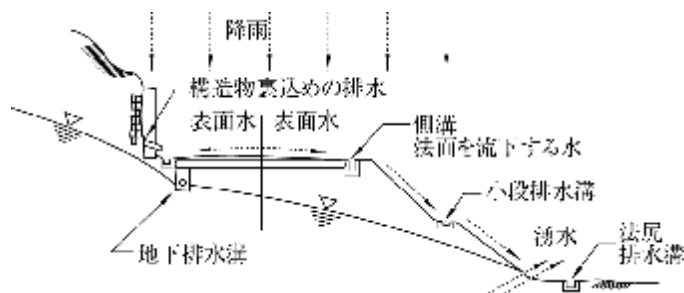 降雨
構造物裏込めの排水
表面水 表面水
側溝
法面を流下する水
小段排水溝
湧水
法尻
排水溝
地下排水溝